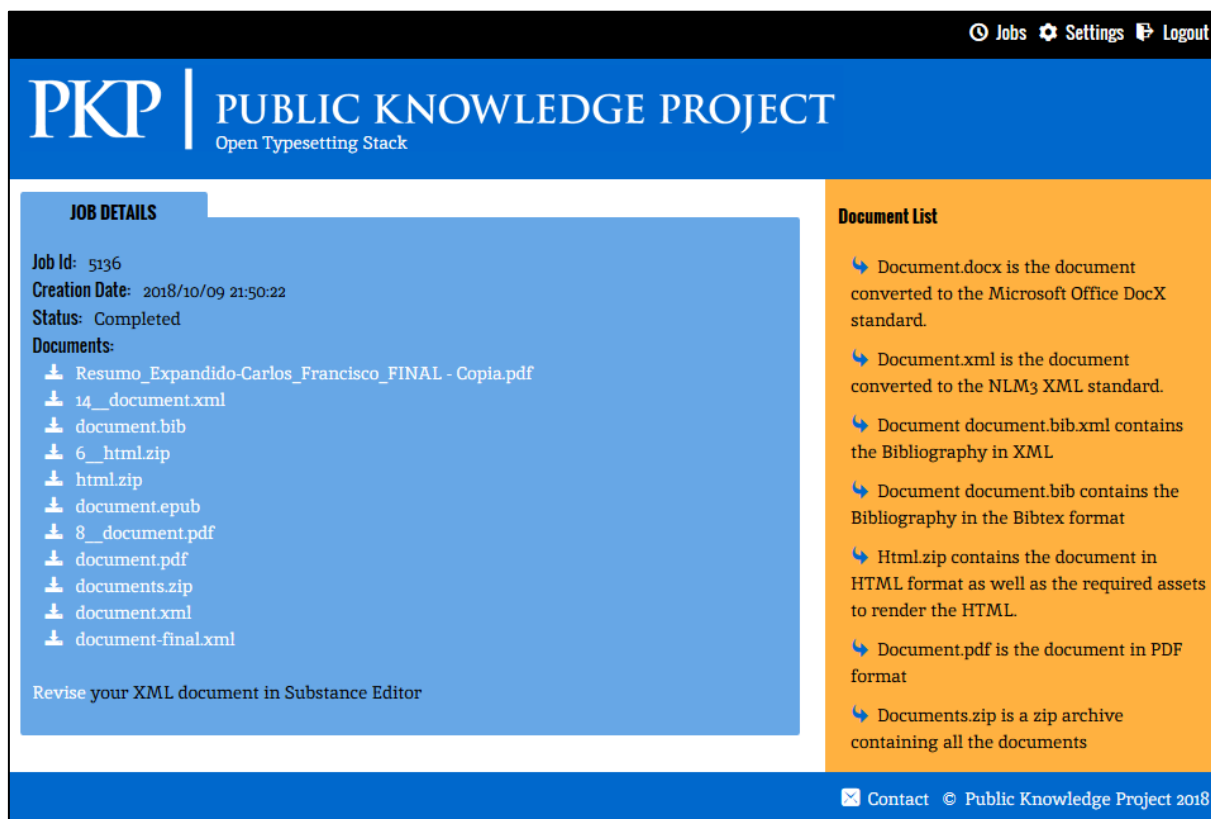 Jobs Settings Logout
PKP PUBLIC KNOWLEDGE PROJECT
Open Typesetting Stack
JOB DETAILS
Job Id: 5136
Creation Date: 2018/10/09 21:50:22
Status: Completed
Documents:
Resumo_Expandido-Carlos_Francisco_FINAL - Copia.pdf
14__document.xml
document.bib
6__html.zip
html.zip
document.epub
8__document.pdf
document.pdf
documents.zip
document.xml
document-final.xml
Revise your XML document in Substance Editor
Document List
Document.docx is the document
converted to the Microsoft Office DocX
standard.
Document.xml is the document
converted to the NLM3 XML standard.
Document document.bib.xml contains
the Bibliography in XML
Document document.bib contains the
Bibliography in the Bibtex format
Html.zip contains the document in
HTML format as well as the required assets
to render the HTML.
Document.pdf is the document in PDF
format
Documents.zip is a zip archive
containing all the documents
Contact © Public Knowledge Project 2018